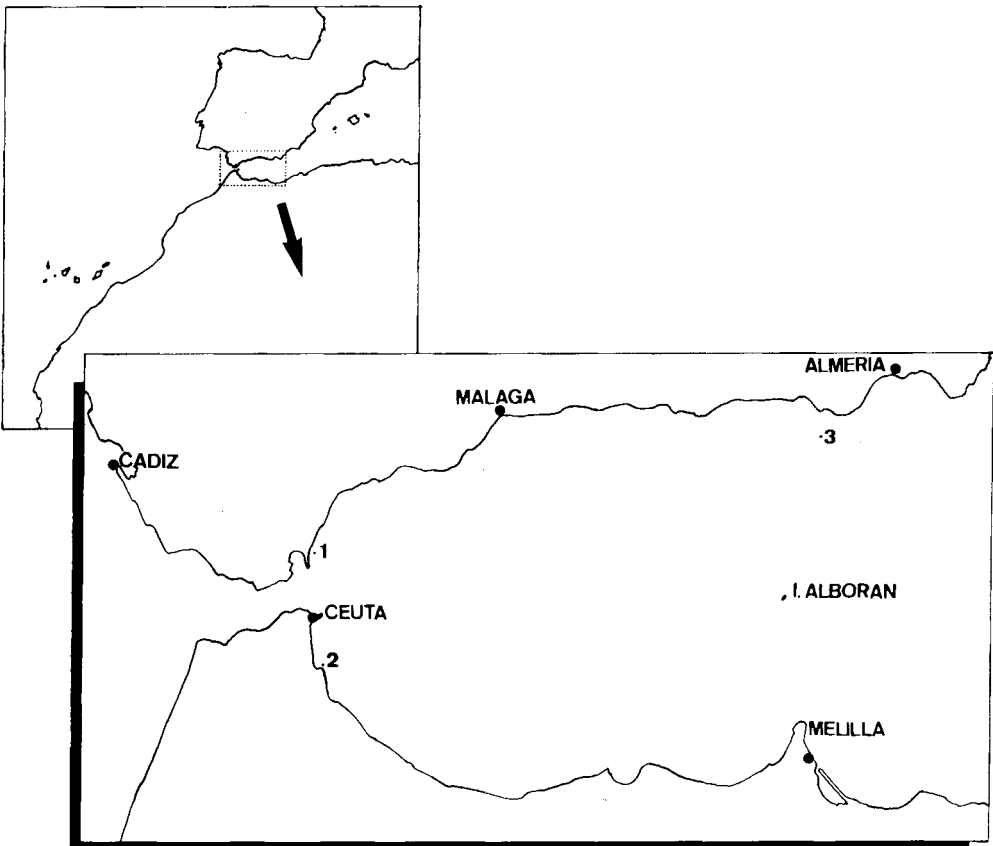 ALMERIA
MALAGA
.3
CADIZ
.1
I. ALBORAN
CEUTA
.2
MELILLA